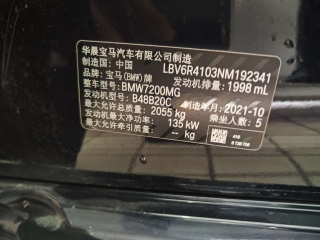 华晨宝马汽车有限公司制造
制造国：中国 LBV6R4103NM192341
品牌：宝马(BMW)牌 发动机排量：1998 mL
整车型号：BMW7200MG
发动机型号：B48B20C 制造年月：2021-10
最大允许总质量：2055 kg 乘坐人数：5
发动机最大净功率：135 kW
最大允许牵引质量：-- kg